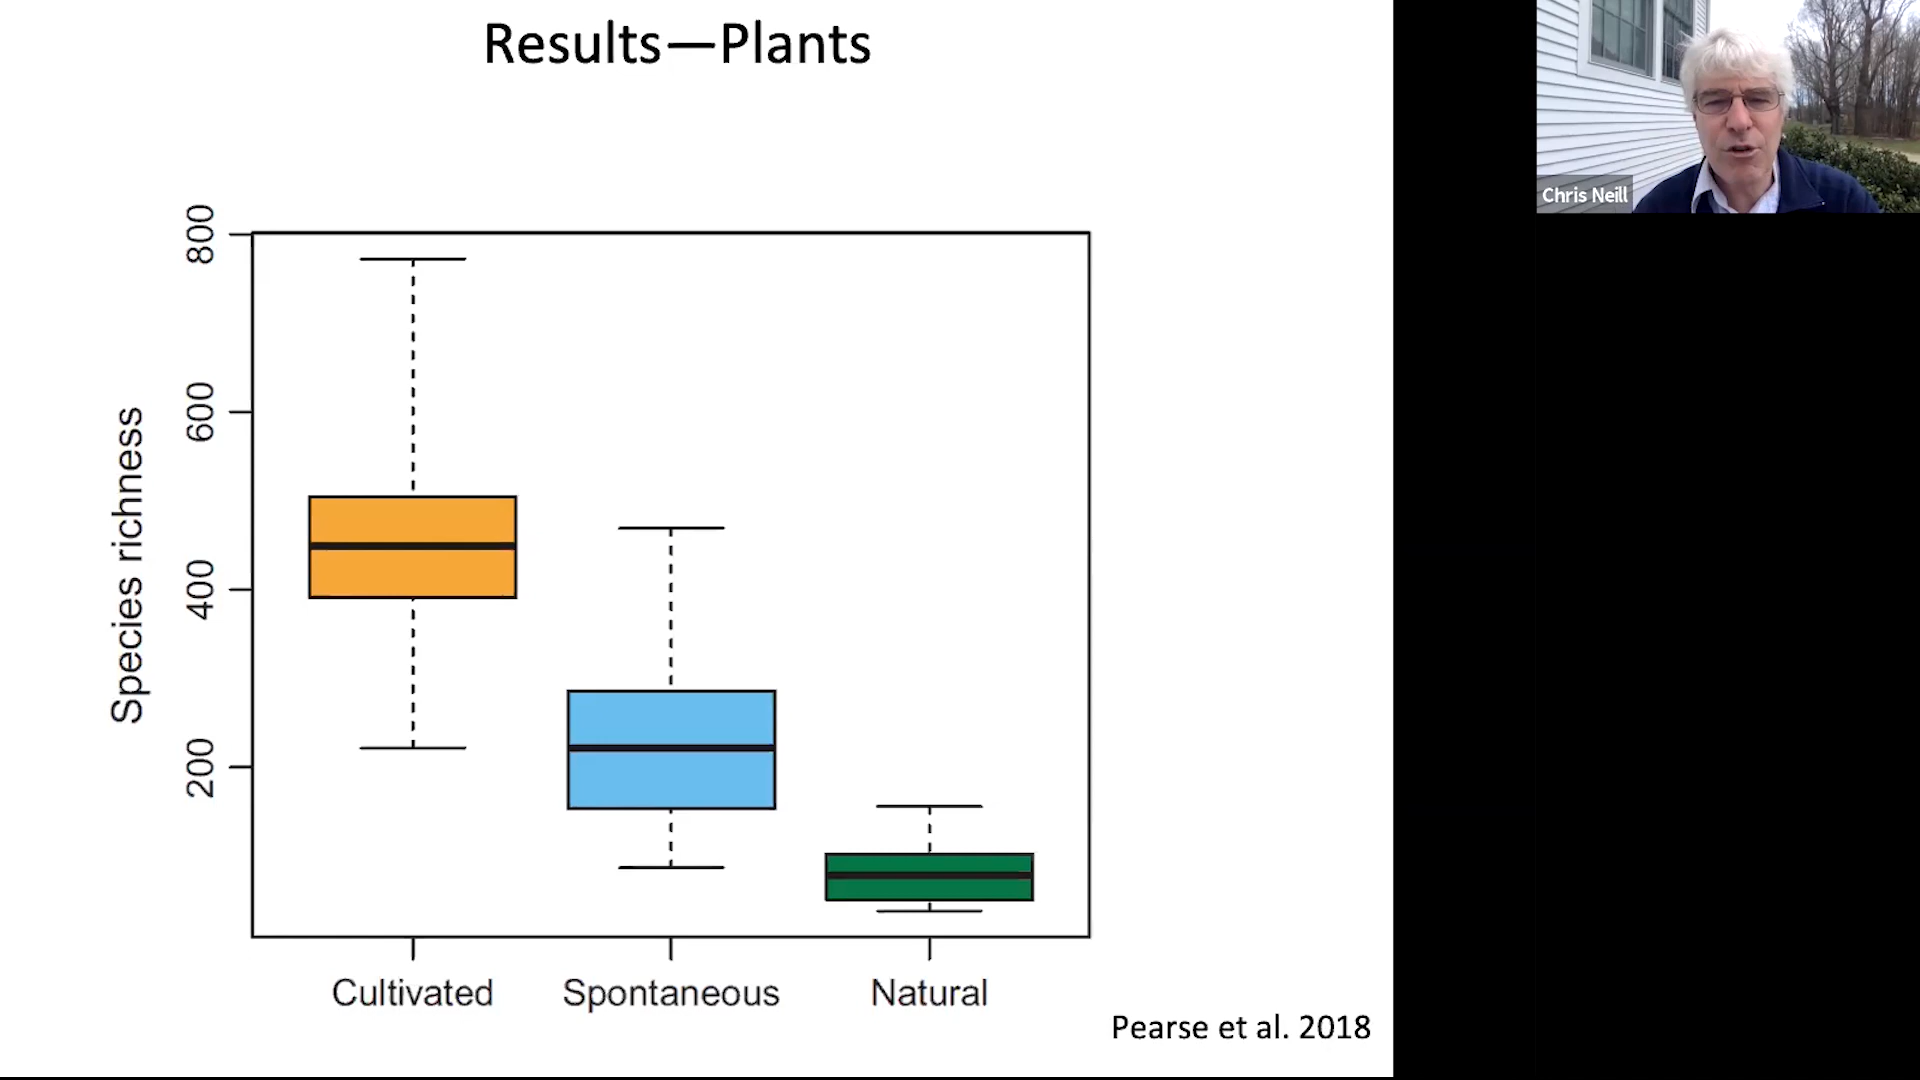 Results—Plants
Chris Neill
800
600
400
200
Species richness
Cultivated
Spontaneous
Natural
Pearse et al. 2018